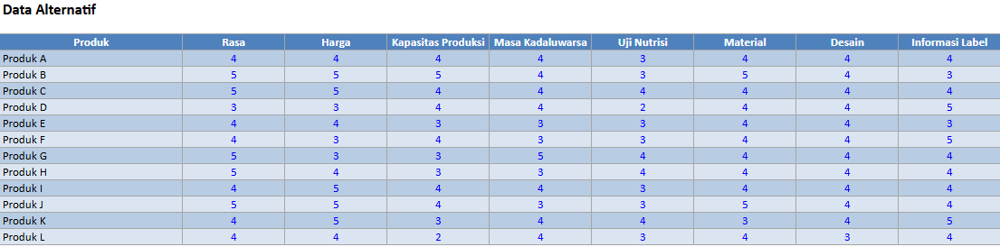 Data Alternatif
Produk Rasa Harga Kapasitas Produksi Masa Kadaluwarsa Uji Nutrisi Material Desain Informasi Label
Produk A 4 4 4 4 3 4 4 4
Produk B 5 5 5 4 3 5 4 3
Produk C 5 5 4 4 4 4 4 4
Produk D 3 3 4 4 2 4 4 5
Produk E 4 4 3 3 3 4 4 3
Produk F 4 3 4 3 3 4 4 5
Produk G 5 3 3 5 4 4 4 4
Produk H 5 4 3 3 4 4 4 4
Produk I 4 5 4 4 3 4 4 4
Produk J 5 5 4 3 3 5 4 4
Produk K 4 5 3 4 4 3 4 5
Produk L 4 4 2 4 3 4 3 4